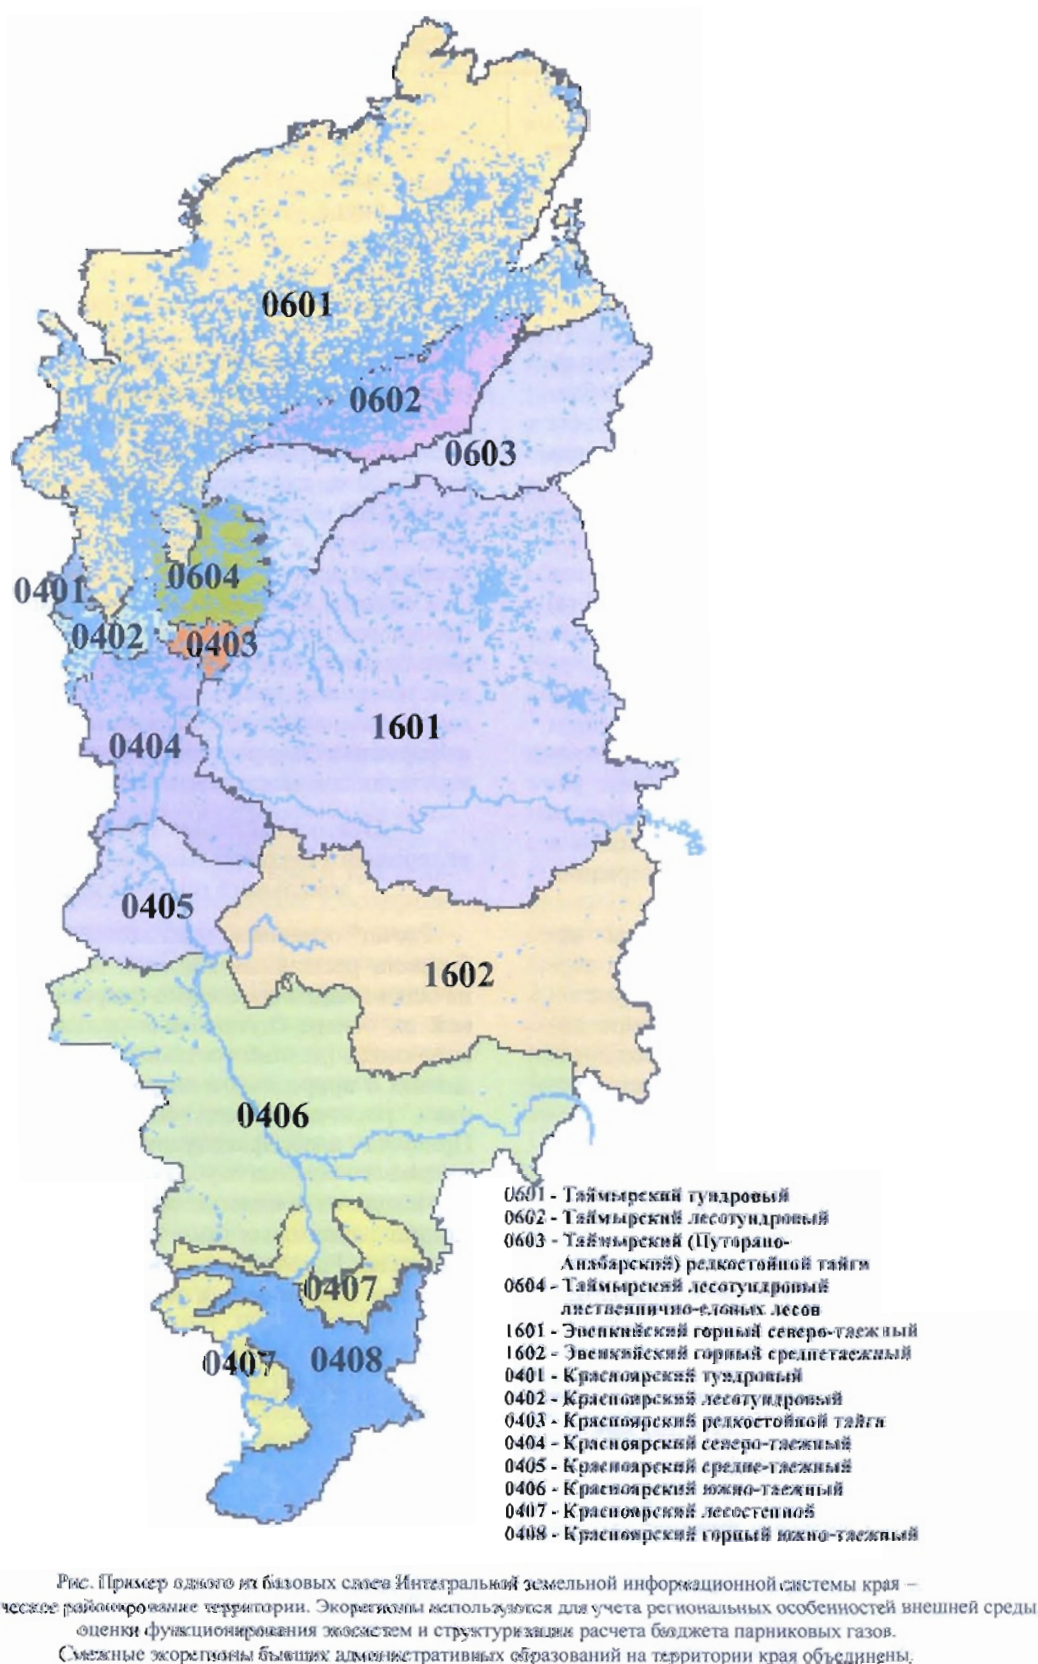 0601
0602
0603
0604
0401
0402
0403
1601
0404
0405
1602
0406
0407
0407
0408
0601 - Таймырский тундровый
0602 - Таймырский лесотундровый
0603 - Таймырский (Путорано-
Анабарский) редкостойной тайги
0604 - Таймырский лесотундровый
лиственнично-еловых лесов
1601 - Эвенкийский горный северо-таежный
1602 - Эвенкийский горный среднетаежный
0401 - Красноярский тундровый
0402 - Красноярский лесотундровый
0403 - Красноярский редкостойной тайги
0404 - Красноярский северо-таежный
0405 - Красноярский средне-таежный
0406 - Красноярский южно-таежный
0407 - Красноярский лесостепной
0408 - Красноярский горный южно-таежный
Рис. Пример одного из базовых слоев Интегральной земельной информационной системы края –
территории. Экорегионы используются для учета региональных особенностей внешней среды
оценки функционирования экосистем и структуризации расчета бюджета парниковых газов.
Смежные экорегионы бывших административных образований на территории края объединены.